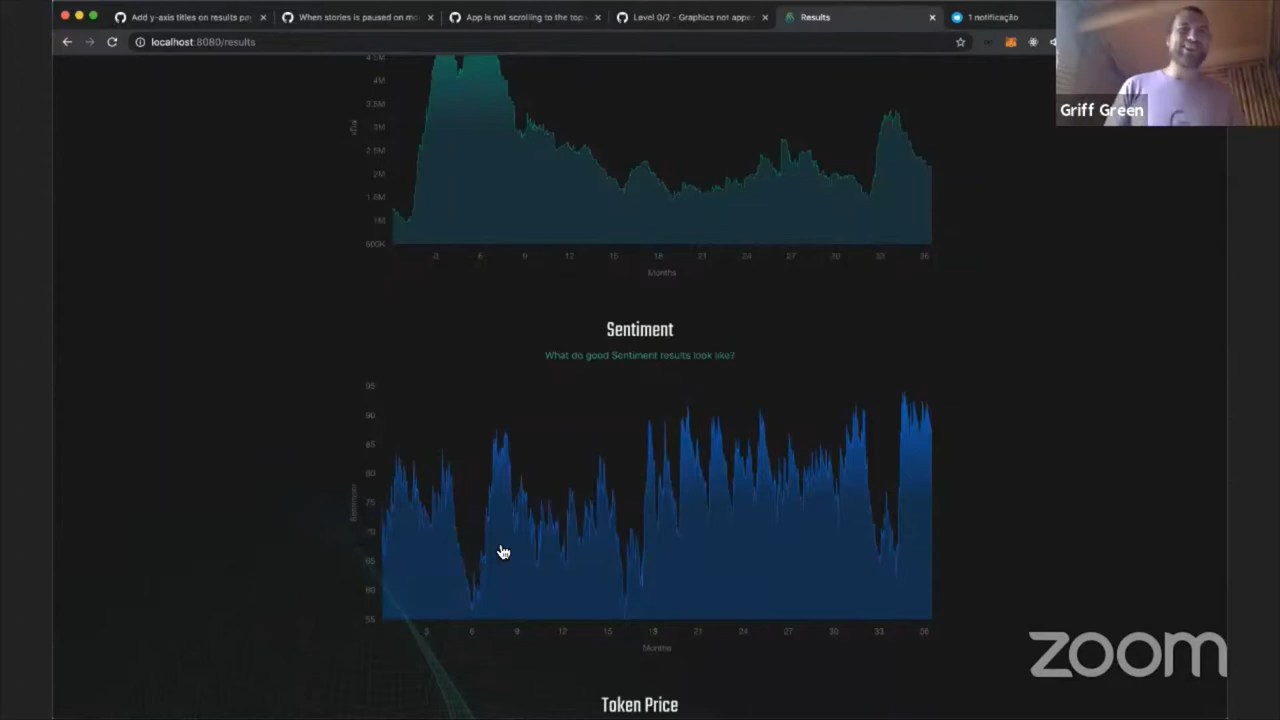 Add y-axis titles on results pa
When stories is paused on mo
App is not scrolling to the top
Level 0/2 - Graphics not appe
Results
1 notificação
localhost:8080/results
Griff Green
4.5M
4M
3.5M
3M
2.5M
2M
1.5M
1M
3 6 9 12 15 18 21 24 27 30 33 36
Months
Sentiment
What do good Sentiment results look like?
95
90
85
80
75
70
65
60
55
Sentiment
3 6 9 12 15 18 21 24 27 30 33 36
Months
Token Price
zoom